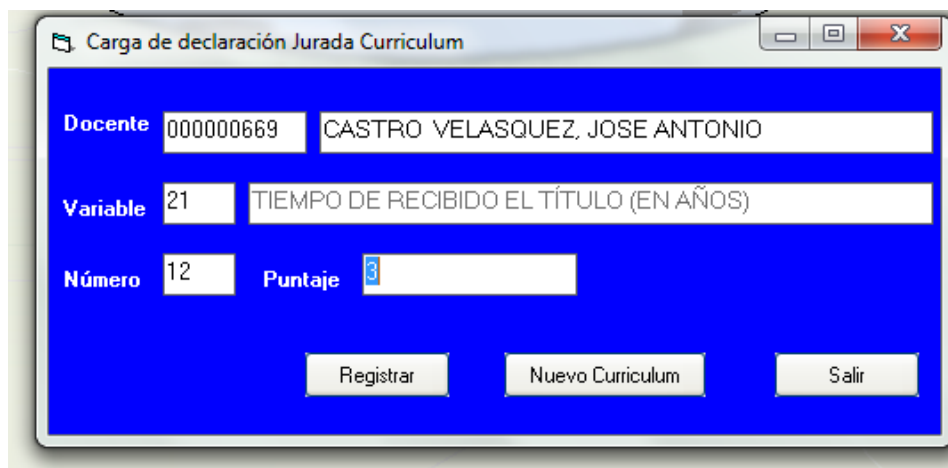 Carga de declaración Jurada Curriculum
Docente 000000669 CASTRO VELASQUEZ, JOSE ANTONIO
Variable 21 TIEMPO DE RECIBIDO EL TÍTULO (EN AÑOS)
Número 12 Puntaje 3
Registrar Nuevo Curriculum Salir